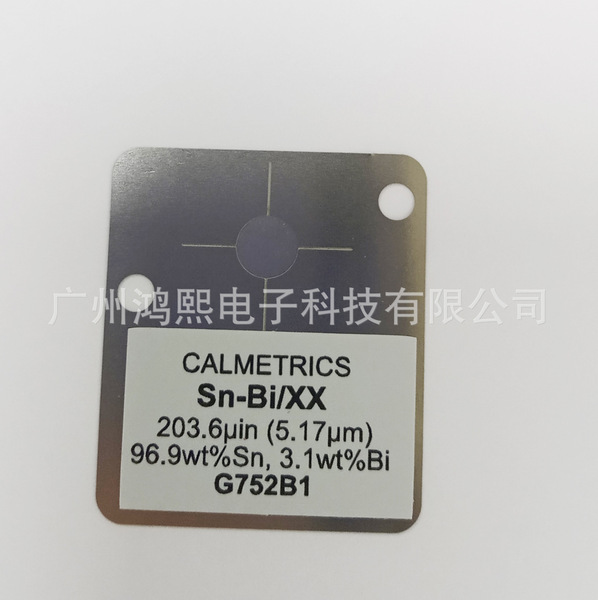 广州鸿熙电子科技有限公司
CALMETRICS
Sn-Bi/XX
203.6µin (5.17µm)
96.9wt%Sn, 3.1wt%Bi
G752B1